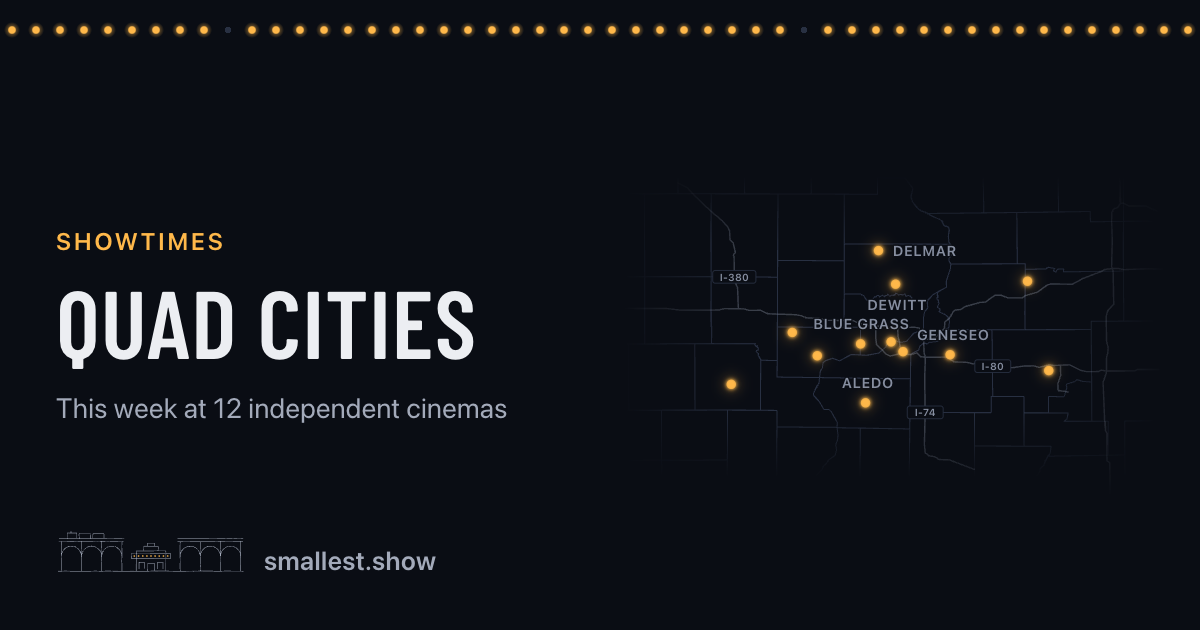 SHOWTIMES
QUAD CITIES
This week at 12 independent cinemas
DELMAR
I-380
DEWITT
BLUE GRASS
GENESEO
I-80
ALEDO
I-74
smallest.show